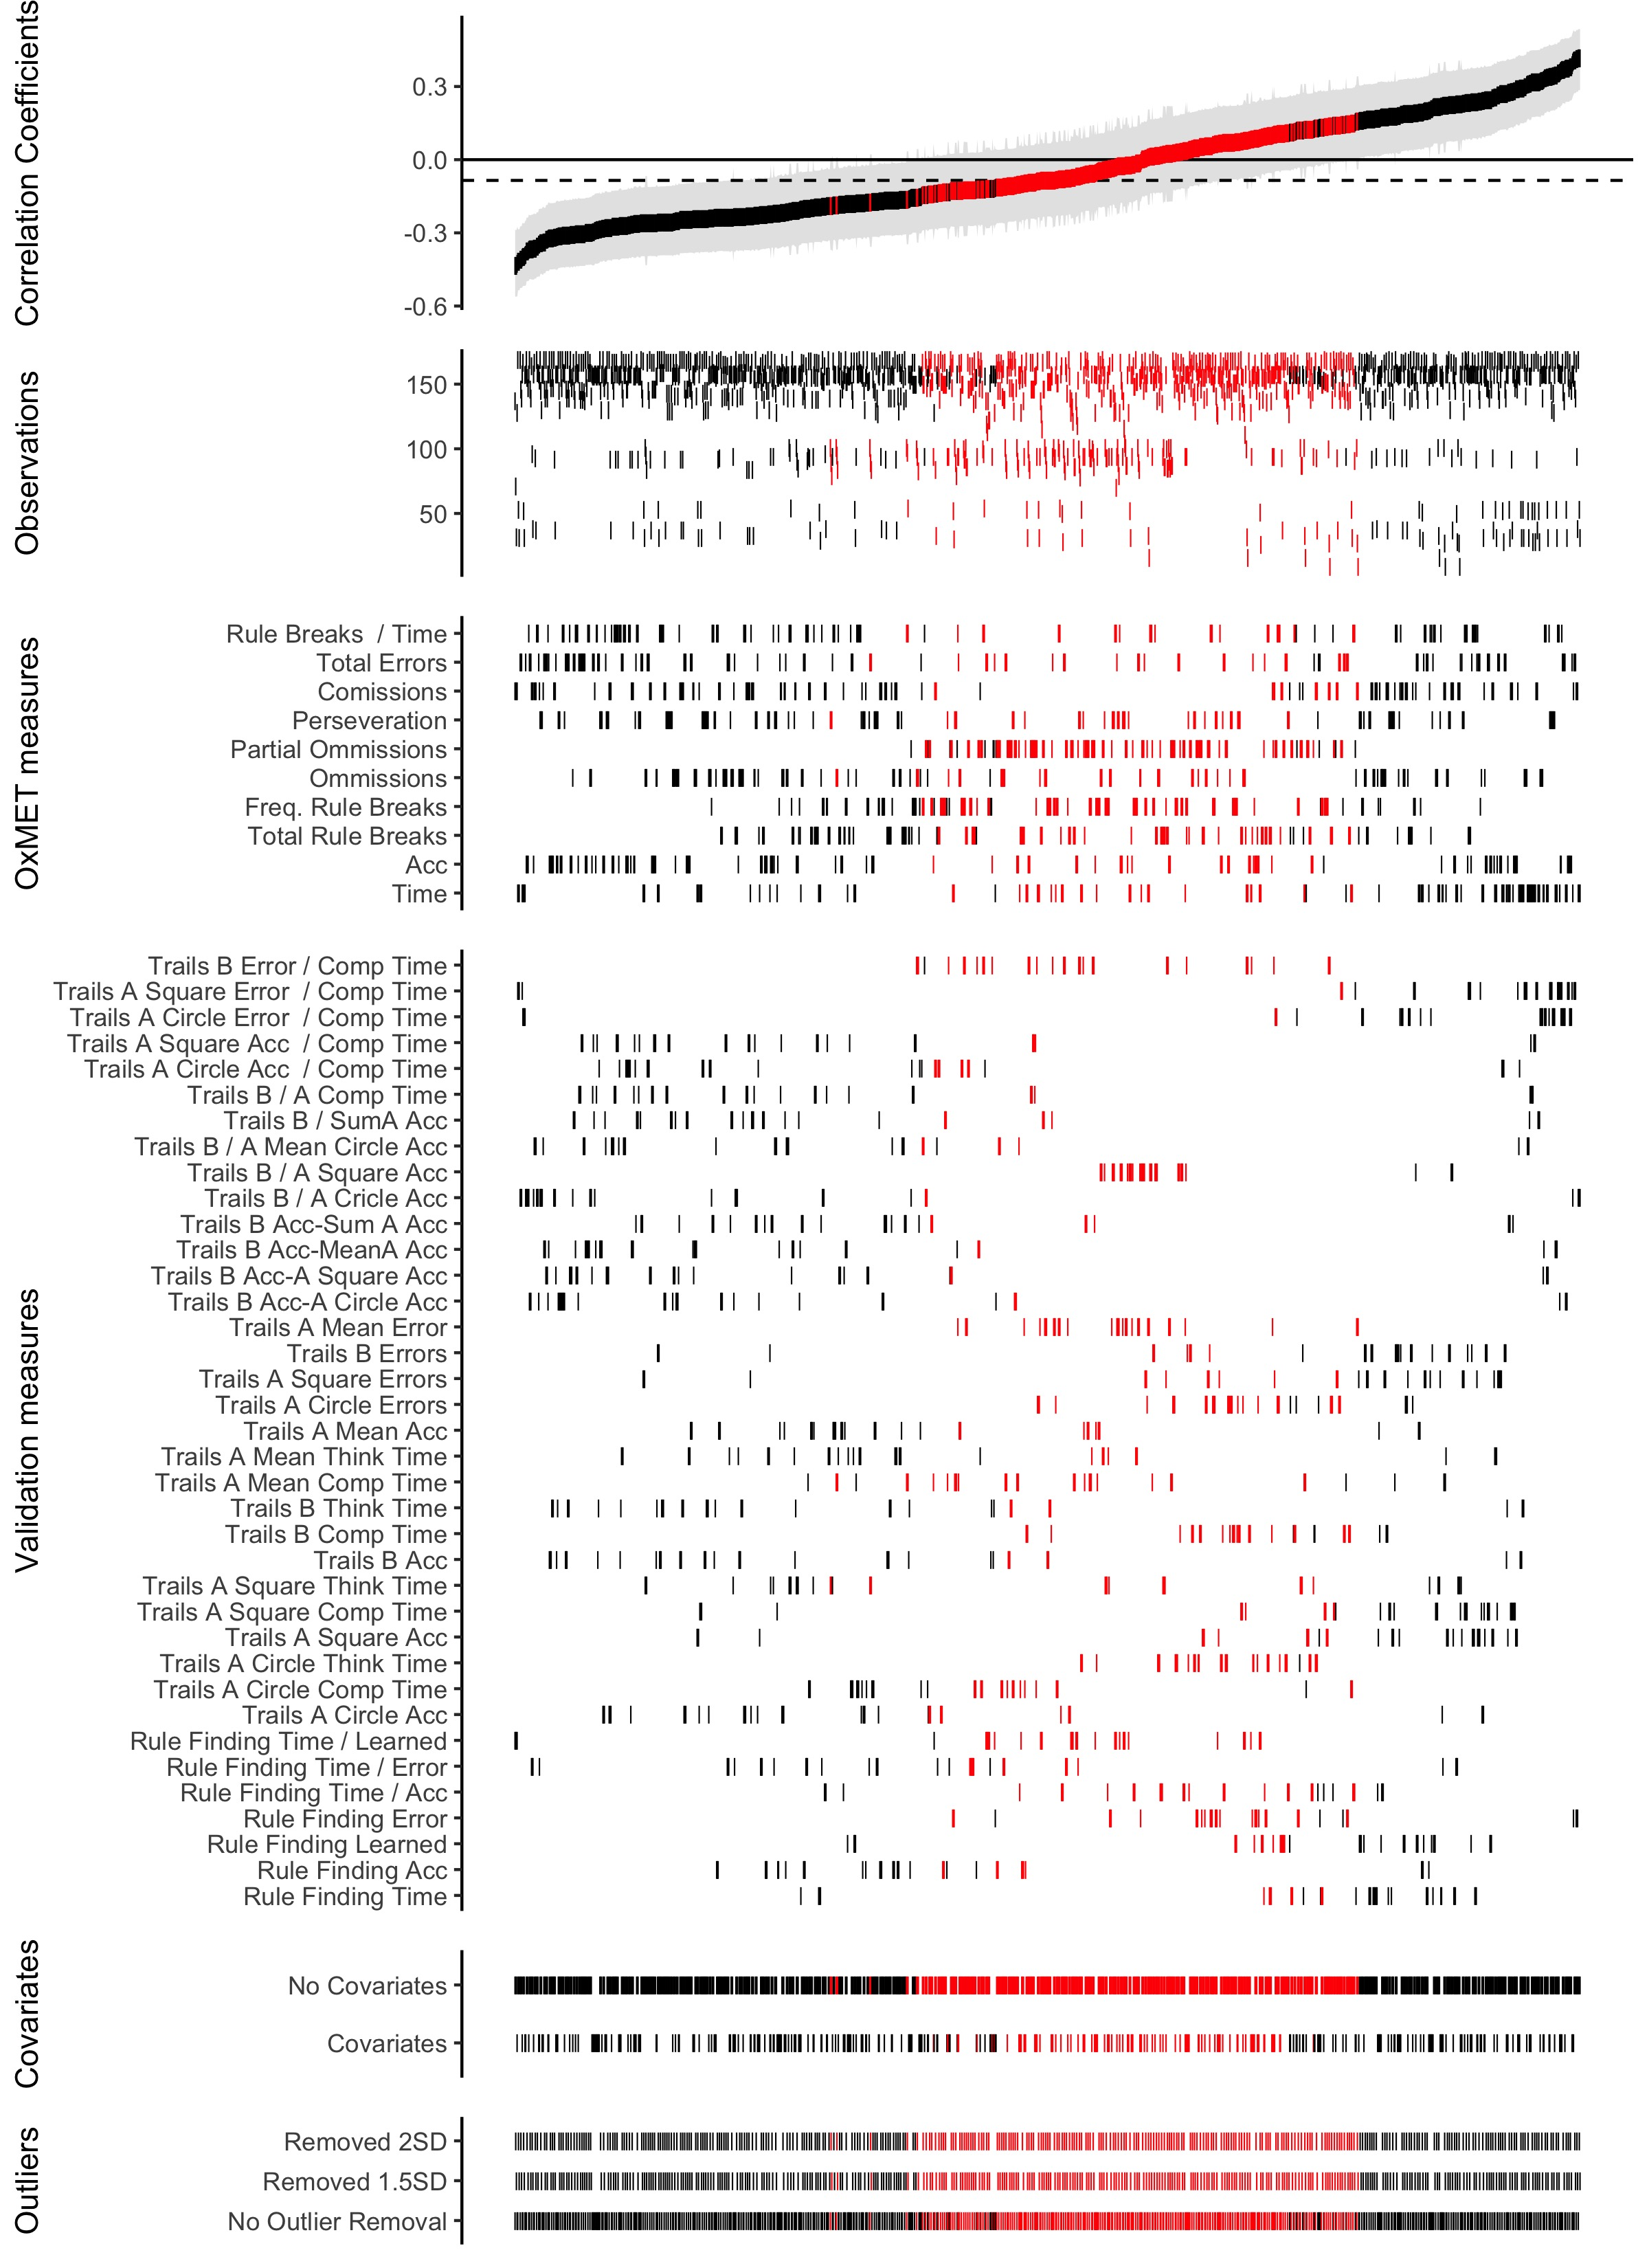 Correlation Coefficients
0.3
0.0
-0.3
-0.6
Observations
150
100
50
OxMET measures
Rule Breaks / Time
Total Errors
Comissions
Perseveration
Partial Ommissions
Ommissions
Freq. Rule Breaks
Total Rule Breaks
Acc
Time
Validation measures
Trails B Error / Comp Time
Trails A Square Error / Comp Time
Trails A Circle Error / Comp Time
Trails A Square Acc / Comp Time
Trails A Circle Acc / Comp Time
Trails B / A Comp Time
Trails B / SumA Acc
Trails B / A Mean Circle Acc
Trails B / A Square Acc
Trails B / A Cricle Acc
Trails B Acc-Sum A Acc
Trails B Acc-MeanA Acc
Trails B Acc-A Square Acc
Trails B Acc-A Circle Acc
Trails A Mean Error
Trails B Errors
Trails A Square Errors
Trails A Circle Errors
Trails A Mean Acc
Trails A Mean Think Time
Trails A Mean Comp Time
Trails B Think Time
Trails B Comp Time
Trails B Acc
Trails A Square Think Time
Trails A Square Comp Time
Trails A Square Acc
Trails A Circle Think Time
Trails A Circle Comp Time
Trails A Circle Acc
Rule Finding Time / Learned
Rule Finding Time / Error
Rule Finding Time / Acc
Rule Finding Error
Rule Finding Learned
Rule Finding Acc
Rule Finding Time
Covariates
No Covariates
Covariates
Outliers
Removed 2SD
Removed 1.5SD
No Outlier Removal